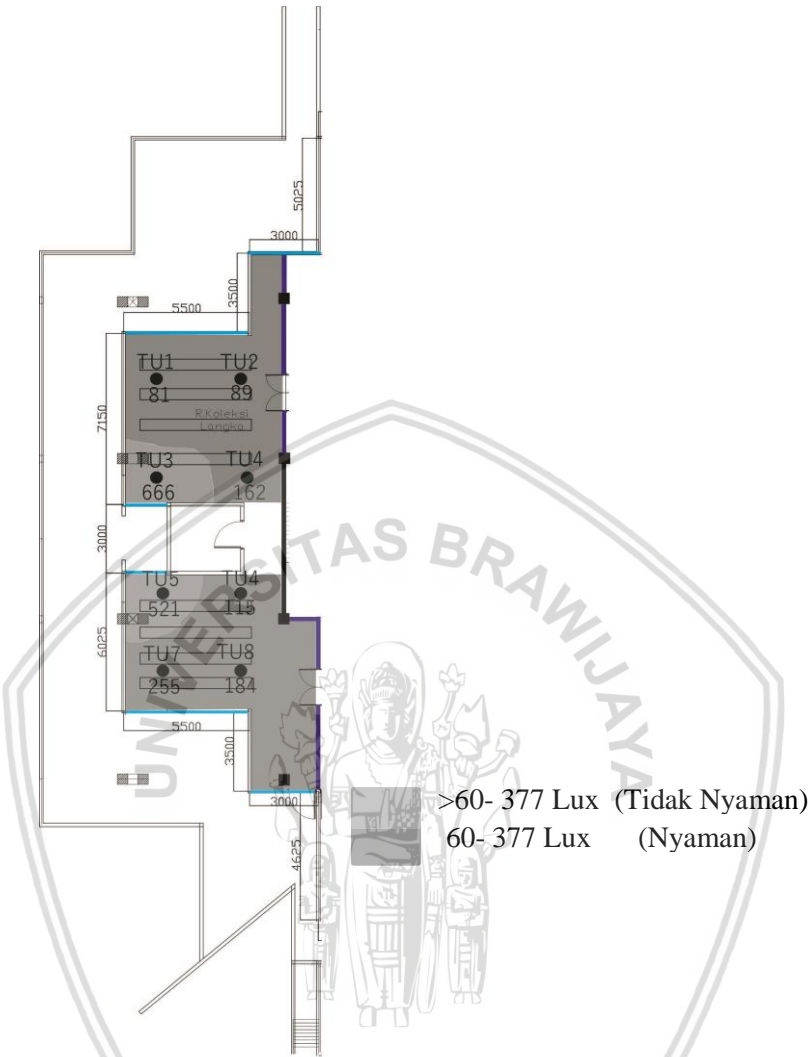 5025
3000
3500
5500
TU1 TU2
81 89
7150
R.Koleksi
Langka
TU3 TU4
666 162
3000
TU5 TU4
521 115
6025
TU7 TU8
255 184
5500
3500
3000
>60- 377 Lux (Tidak Nyaman)
60- 377 Lux (Nyaman)
4625
UNIVERSITAS BRAWIJAYA